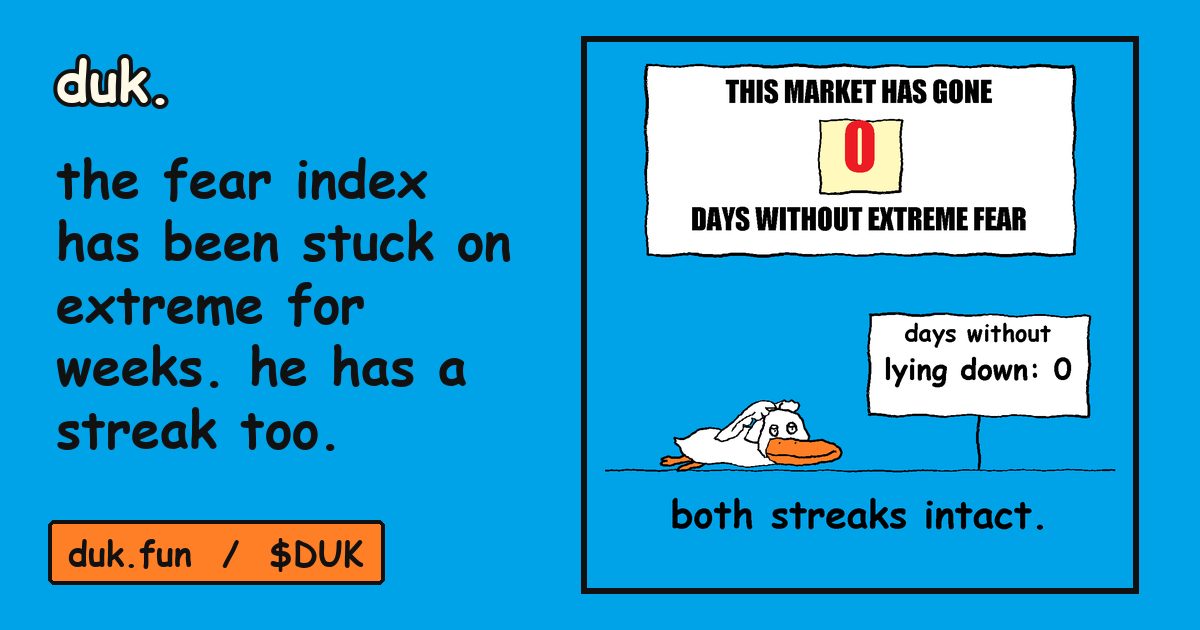 duk.
the fear index
has been stuck on
extreme for
weeks. he has a
streak too.
duk.fun / $DUK
THIS MARKET HAS GONE
0
DAYS WITHOUT EXTREME FEAR
days without
lying down: 0
both streaks intact.